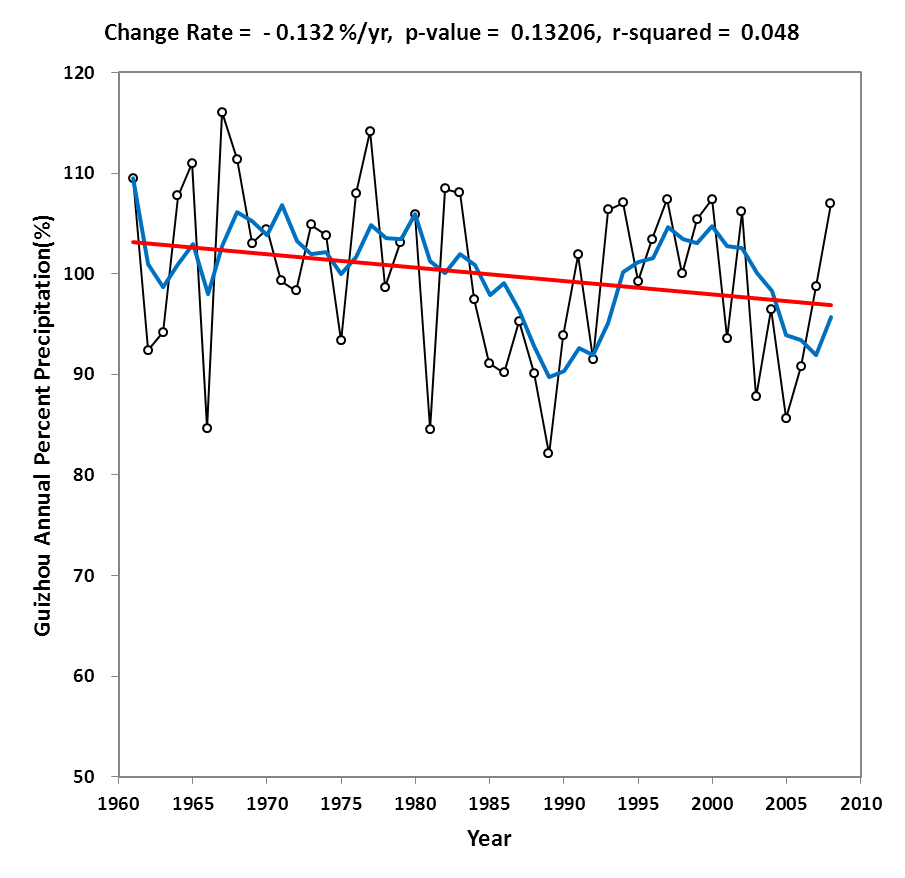 Change Rate = - 0.132 %/yr, p-value = 0.13206, r-squared = 0.048
120
110
100
90
80
70
60
50
Guizhou Annual Percent Precipitation(%)
1960 1965 1970 1975 1980 1985 1990 1995 2000 2005 2010
Year